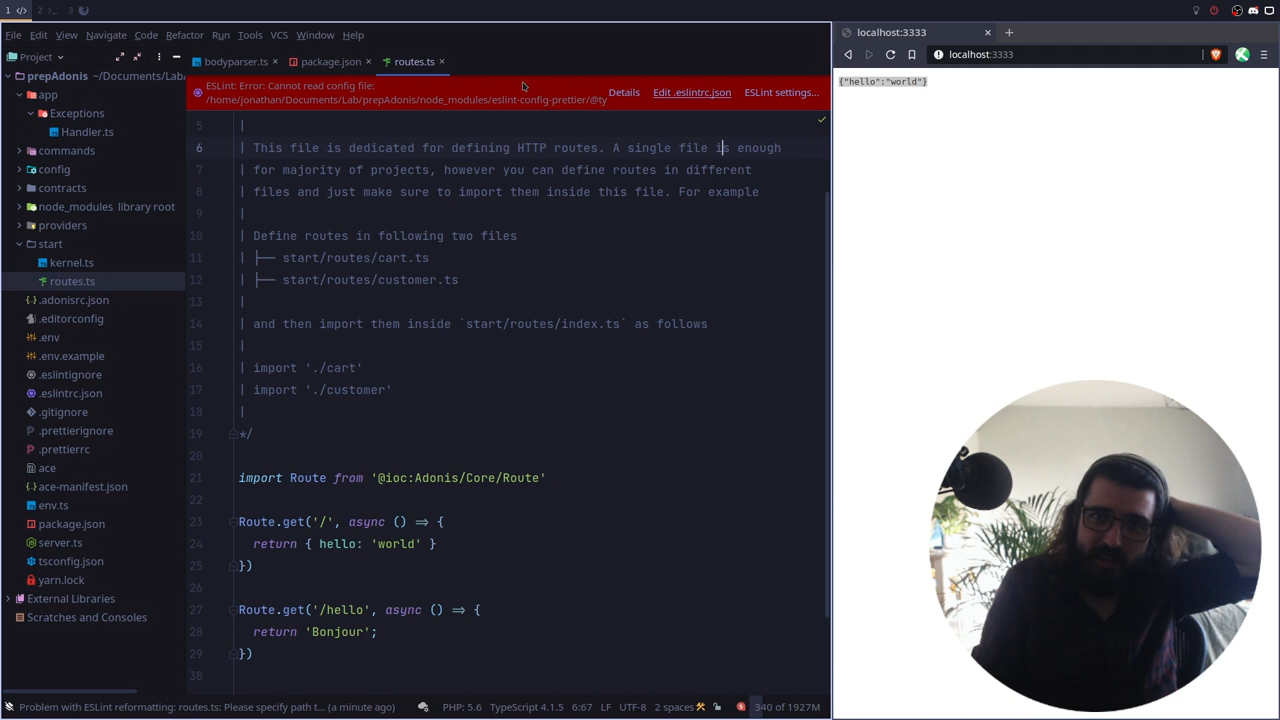 1 </> 2 >_ 3
File Edit View Navigate Code Refactor Run Tools VCS Window Help
Project
bodyparser.ts × package.json × routes.ts ×
prepAdonis ~/Documents/Lab/
app
Exceptions
Handler.ts
commands
config
contracts
node_modules library root
providers
start
kernel.ts
routes.ts
.adonisrc.json
.editorconfig
.env
.env.example
.eslintignore
.eslintrc.json
.gitignore
.prettierignore
.prettierrc
ace
ace-manifest.json
env.ts
package.json
server.ts
tsconfig.json
yarn.lock
External Libraries
Scratches and Consoles
ESLint: Error: Cannot read config file:
/home/jonathan/Documents/Lab/prepAdonis/node_modules/eslint-config-prettier/@ty
Details Edit .eslintrc.json ESLint settings...
5 |
6 | This file is dedicated for defining HTTP routes. A single file is enough
7 | for majority of projects, however you can define routes in different
8 | files and just make sure to import them inside this file. For example
9 |
10 | Define routes in following two files
11 | ├── start/routes/cart.ts
12 | ├── start/routes/customer.ts
13 |
14 | and then import them inside `start/routes/index.ts` as follows
15 |
16 | import './cart'
17 | import './customer'
18 |
19 */
20
21 import Route from '@ioc:Adonis/Core/Route'
22
23 Route.get('/', async () => {
24 return { hello: 'world' }
25 })
26
27 Route.get('/hello', async () => {
28 return 'Bonjour';
29 })
30
Problem with ESLint reformatting: routes.ts: Please specify path t... (a minute ago) PHP: 5.6 TypeScript 4.1.5 6:67 LF UTF-8 2 spaces 340 of 1927M
localhost:3333 × +
localhost:3333
{"hello":"world"}